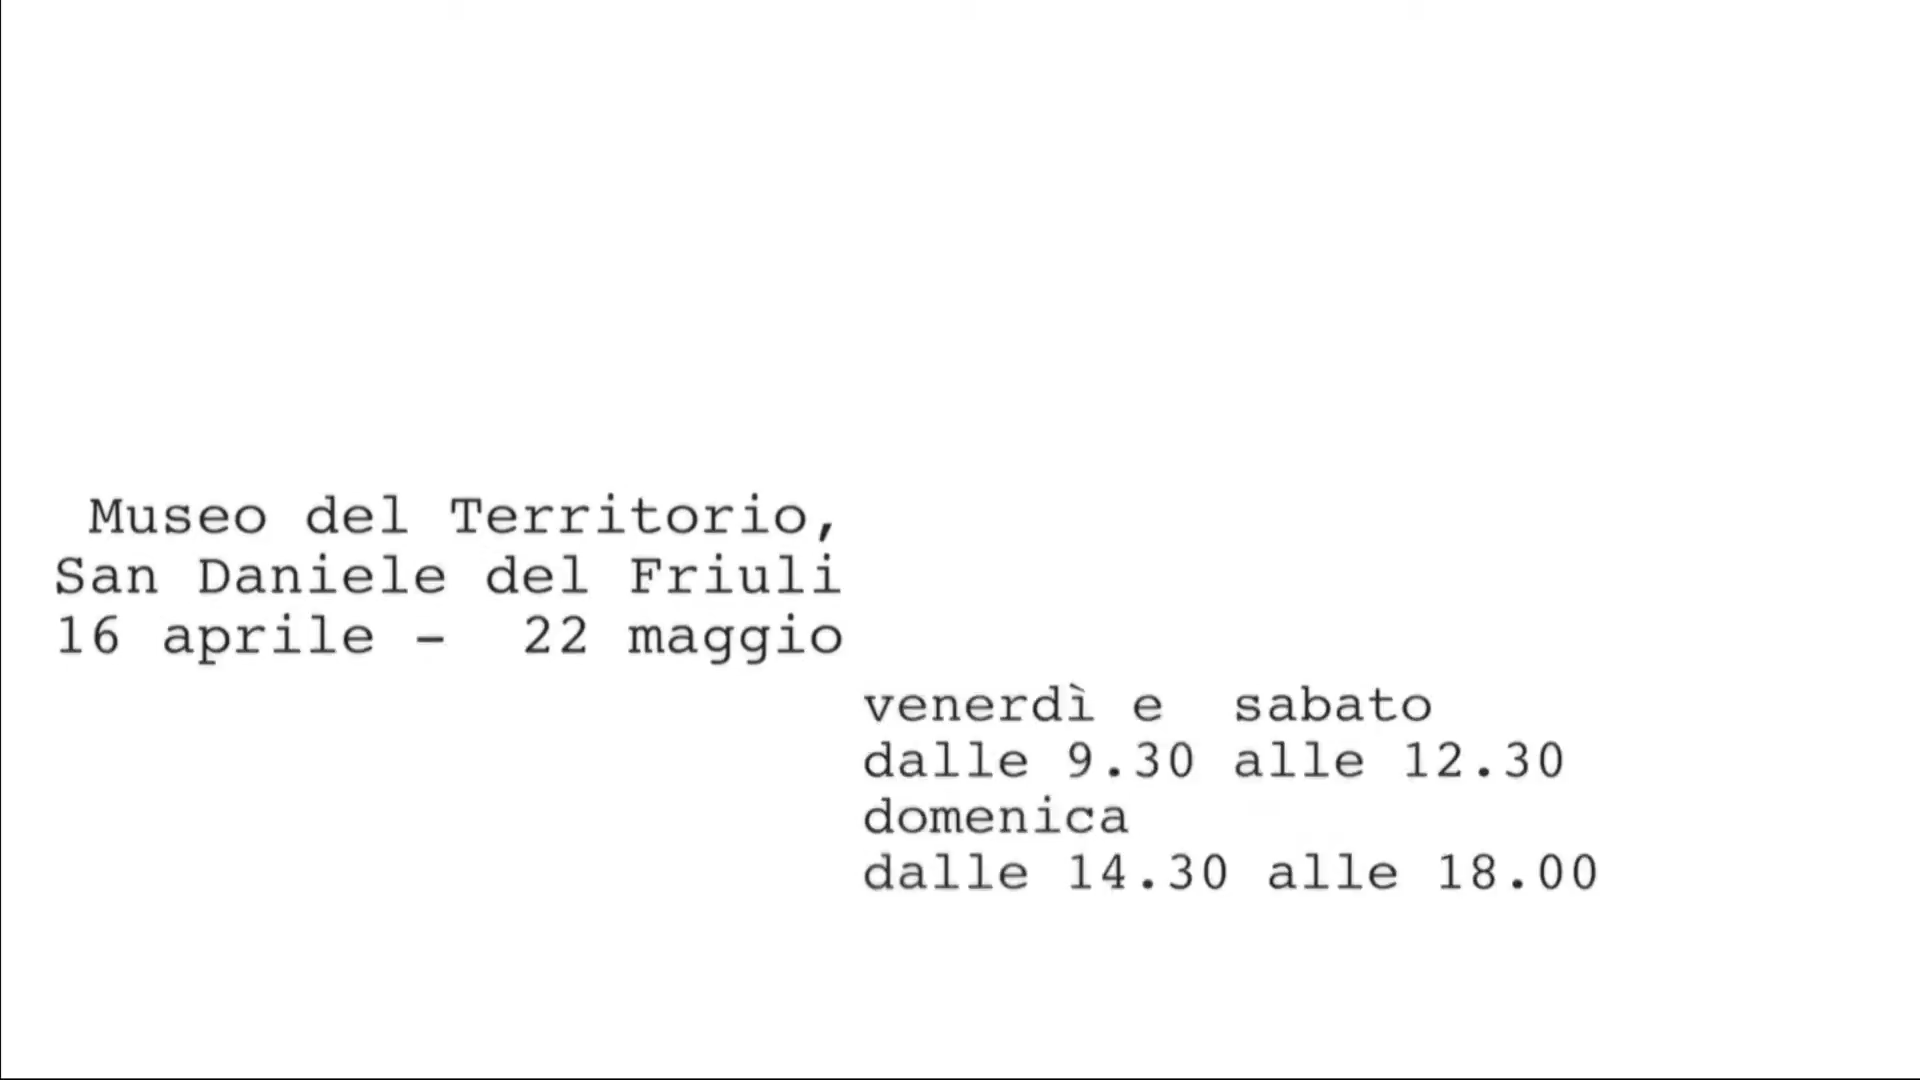 Museo del Territorio,
San Daniele del Friuli
16 aprile - 22 maggio
venerdì e sabato
dalle 9.30 alle 12.30
domenica
dalle 14.30 alle 18.00